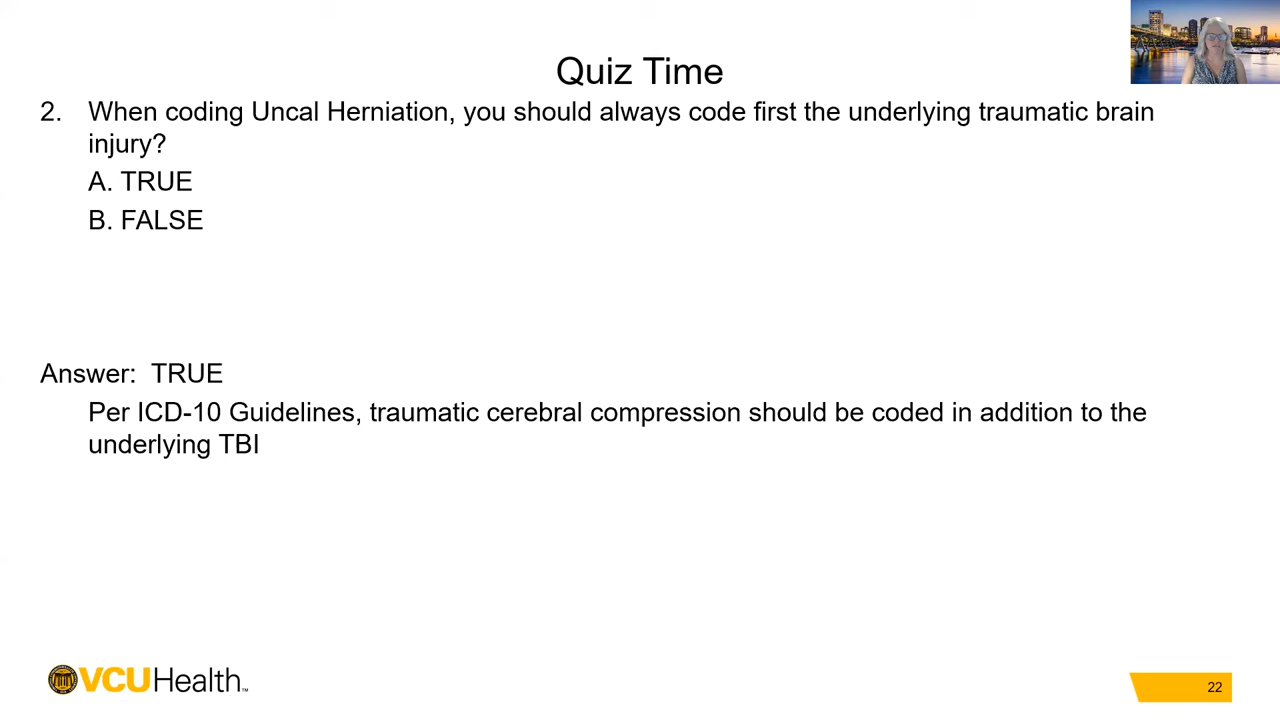 Quiz Time
2. When coding Uncal Herniation, you should always code first the underlying traumatic brain
injury?
A. TRUE
B. FALSE
Answer: TRUE
Per ICD-10 Guidelines, traumatic cerebral compression should be coded in addition to the
underlying TBI
VCUHealth™
22